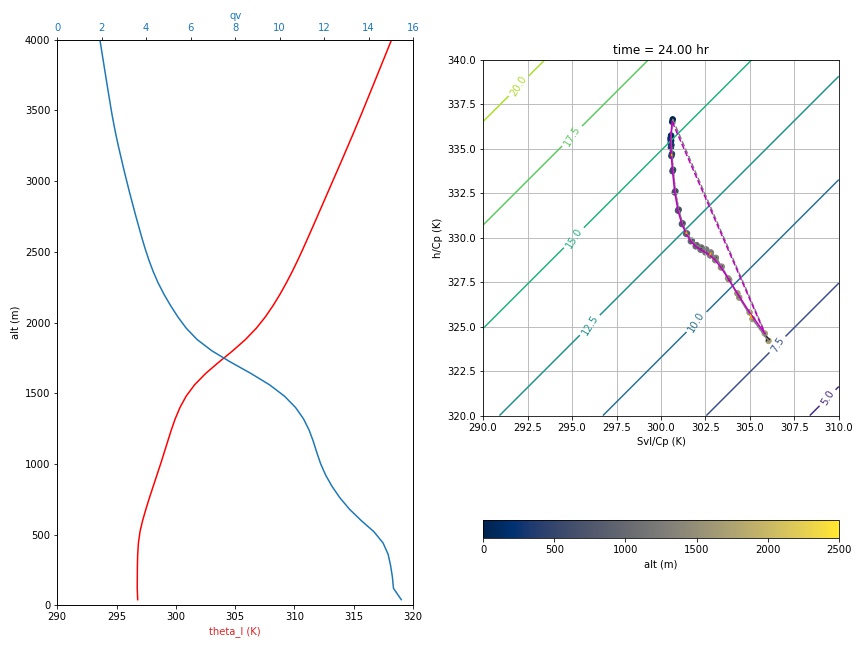 qv
0 2 4 6 8 10 12 14 16
4000
3500
3000
2500
2000
1500
1000
500
0
alt (m)
290 295 300 305 310 315 320
theta_l (K)
time = 24.00 hr
340.0
337.5
335.0
332.5
330.0
327.5
325.0
322.5
320.0
h/Cp (K)
20.0
17.5
15.0
12.5
10.0
7.5
5.0
290.0 292.5 295.0 297.5 300.0 302.5 305.0 307.5 310.0
Svl/Cp (K)
0 500 1000 1500 2000 2500
alt (m)